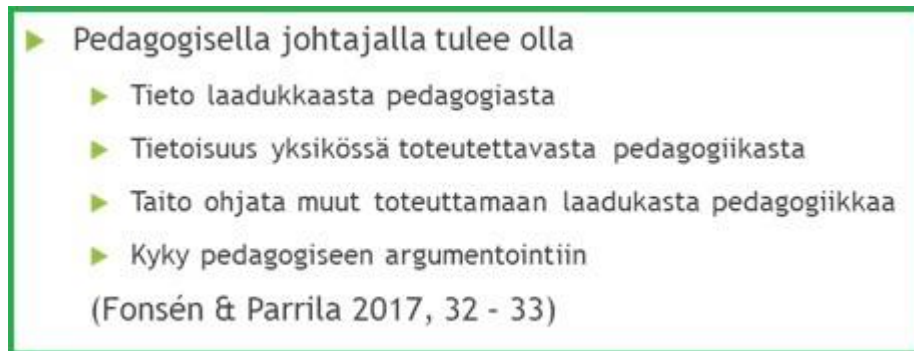 Pedagogisella johtajalla tulee olla
Tieto laadukkaasta pedagogiasta
Tietoisuus yksikössä toteutettavasta pedagogiikasta
Taito ohjata muut toteuttamaan laadukasta pedagogiikkaa
Kyky pedagogiseen argumentointiin
(Fonsén & Parrila 2017, 32 - 33)